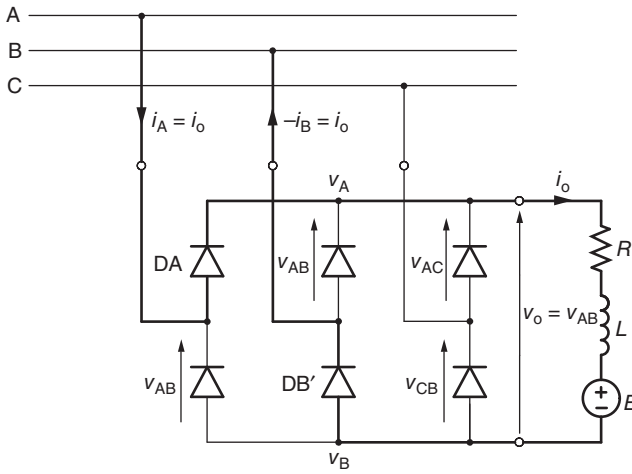 A
B
C
iA = io
–iB = io
vA
io
DA
vAB
vAC
R
vo = vAB
L
vAB
DB′
vCB
E
vB